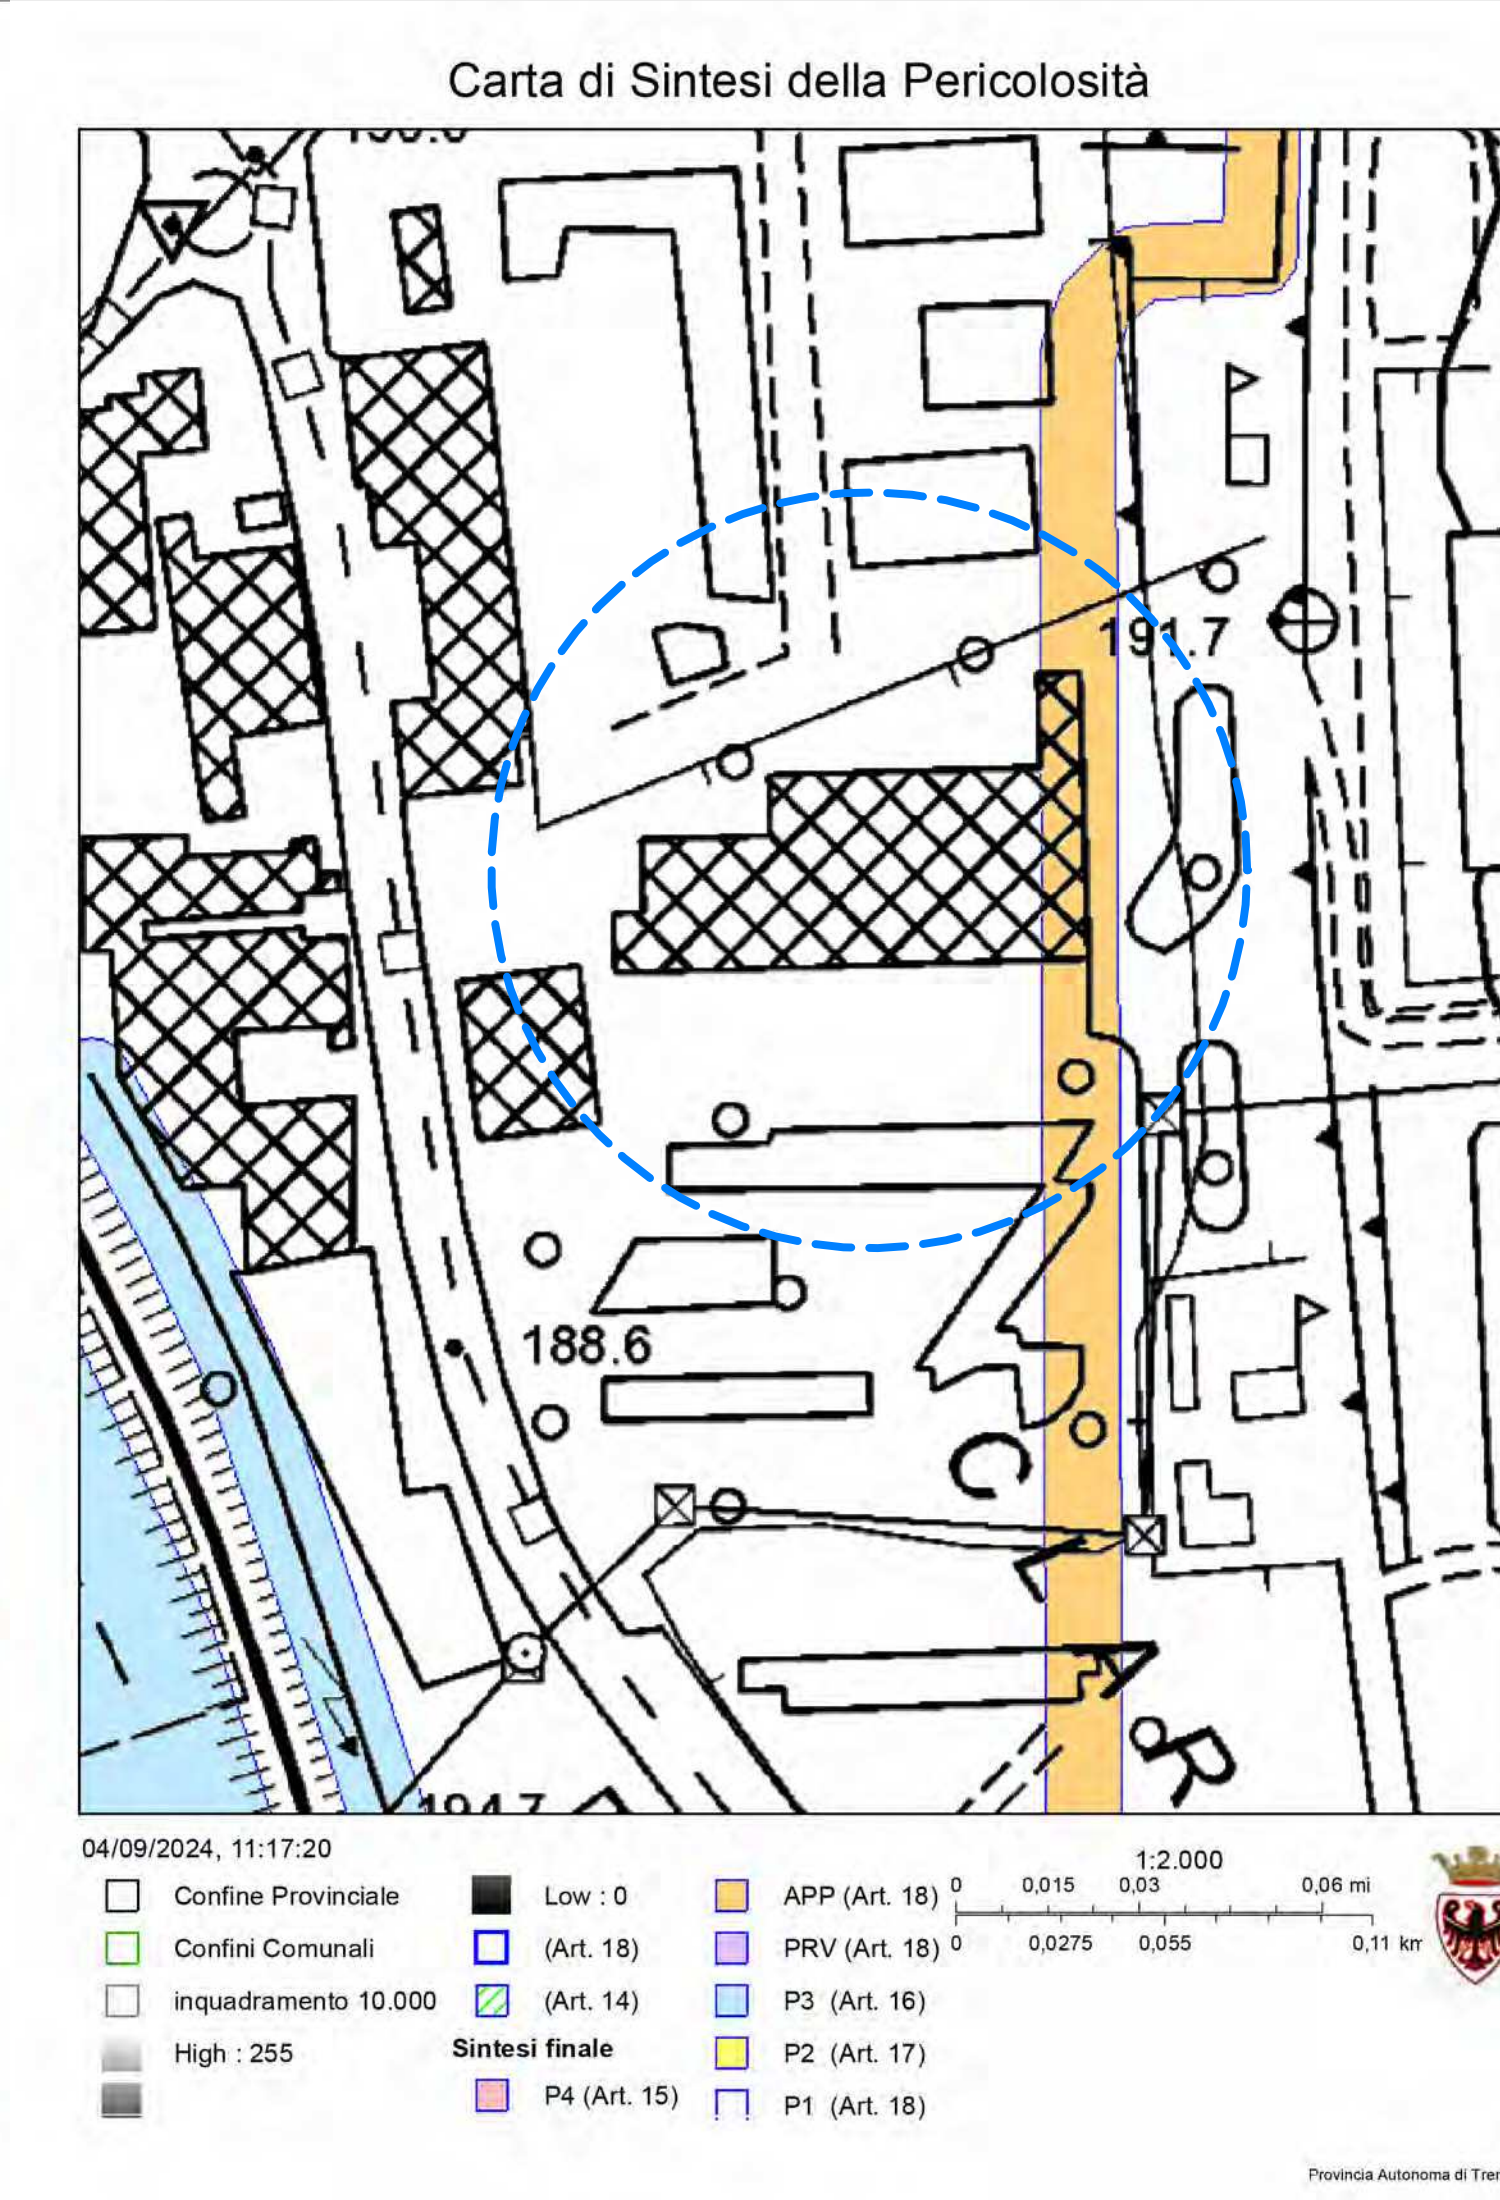 Carta di Sintesi della Pericolosità
191.7
188.6
C
L
A
R
04/09/2024, 11:17:20
1:2.000
0 0,015 0,03 0,06 mi
0 0,0275 0,055 0,11 km
Confine Provinciale
Confini Comunali
inquadramento 10.000
High : 255
Low : 0
(Art. 18)
(Art. 14)
Sintesi finale
P4 (Art. 15)
APP (Art. 18)
PRV (Art. 18)
P3 (Art. 16)
P2 (Art. 17)
P1 (Art. 18)
Provincia Autonoma di Tre